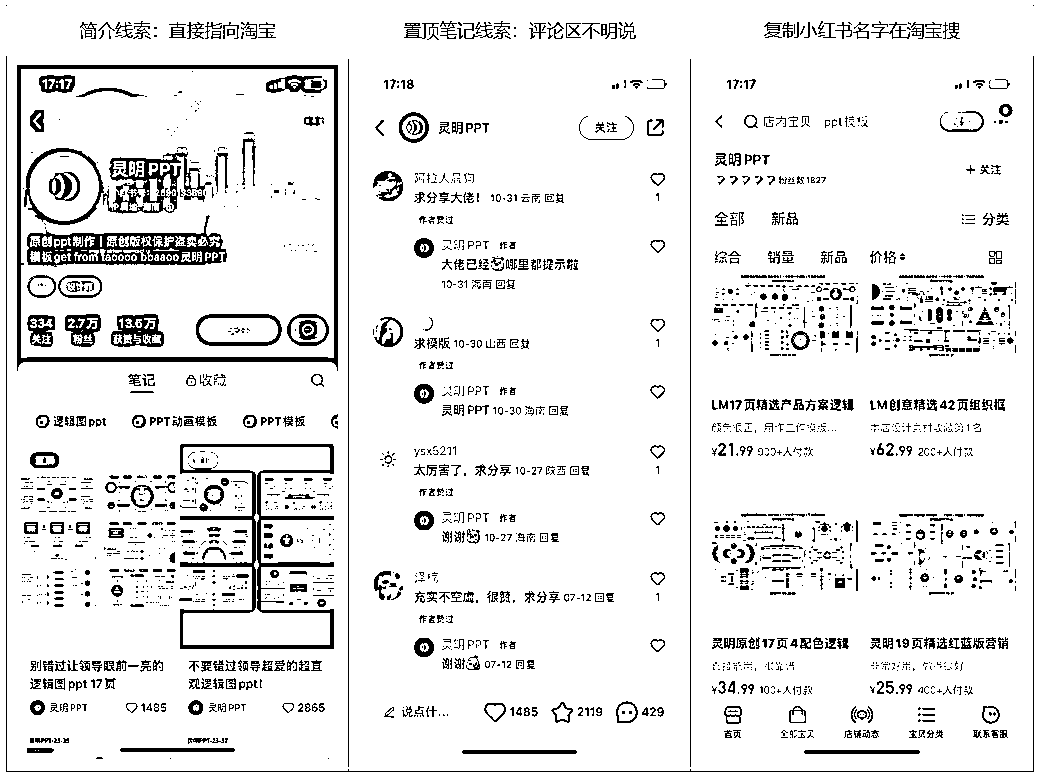 简介线索：直接指向淘宝
置顶笔记线索：评论区不明说
复制小红书名字在淘宝搜
17:17
灵明PPT
原创ppt制作｜原创版权保护盗卖必究
模板get from taoooo bbaaoo 灵明PPT
934
关注
2.7万
粉丝
13.6万
获赞与收藏
笔记
收藏
逻辑图ppt
PPT动画模板
PPT模板
别错过让领导眼前一亮的
逻辑图ppt 17页
灵明PPT
1485
不要错过领导超爱的超直
观逻辑图ppt!
灵明PPT
2865
17:18
灵明PPT
关注
求分享大佬！ 10-31 云南 回复
1
作者赞过
灵明PPT 作者
大佬已经哪里都提示啦
10-31 海南 回复
求模版 10-30 山西 回复
1
作者赞过
灵明PPT 作者
灵明PPT 10-30 海南 回复
ysx5211
太厉害了，求分享 10-27 陕西 回复
1
作者赞过
灵明PPT 作者
谢谢 10-27 海南 回复
充实不空虚，很赞，求分享 07-12 回复
1
作者赞过
灵明PPT 作者
谢谢 07-12 回复
说点什...
1485
2119
429
17:17
店内宝贝 ppt模板
灵明PPT
粉丝数1827
+ 关注
全部
新品
分类
综合
销量
新品
价格
LM17页精选产品方案逻辑
¥21.99 900+人付款
LM创意精选42页组织框
¥62.99 200+人付款
灵明原创17页4配色逻辑
¥34.99 100+人付款
灵明19页精选红蓝版营销
¥25.99 400+人付款
首页
全部宝贝
店铺动态
宝贝分类
联系客服